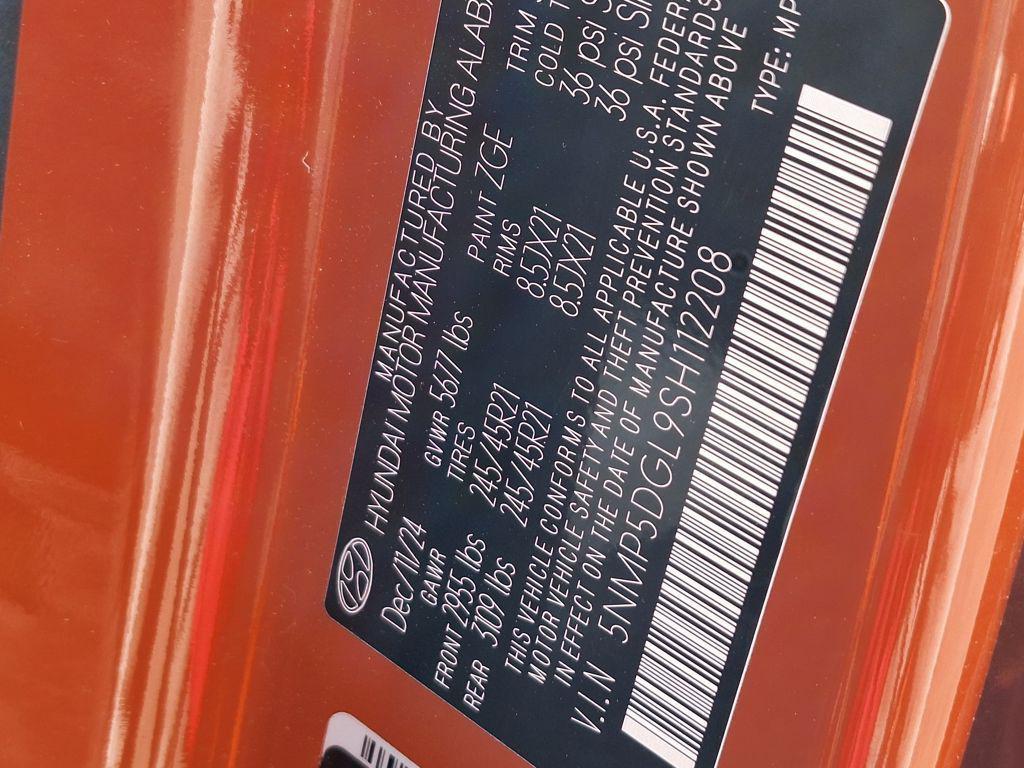 MANUFACTURED BY
HYUNDAI MOTOR MANUFACTURING ALAB
Dec/11/24 GVWR 5677 lbs PAINT ZGE TRIM
GAWR TIRES RIMS COLD
FRONT 2955 lbs 245/45R21 8.5JX21 36 psi
REAR 3109 lbs 245/45R21 8.5JX21 36 psi
THIS VEHICLE CONFORMS TO ALL APPLICABLE U.S.A. FEDER
MOTOR VEHICLE SAFETY AND THEFT PREVENTION STANDARDS
IN EFFECT ON THE DATE OF MANUFACTURE SHOWN ABOVE
V.I.N 5NMP5DGL9SH112208 TYPE: MP